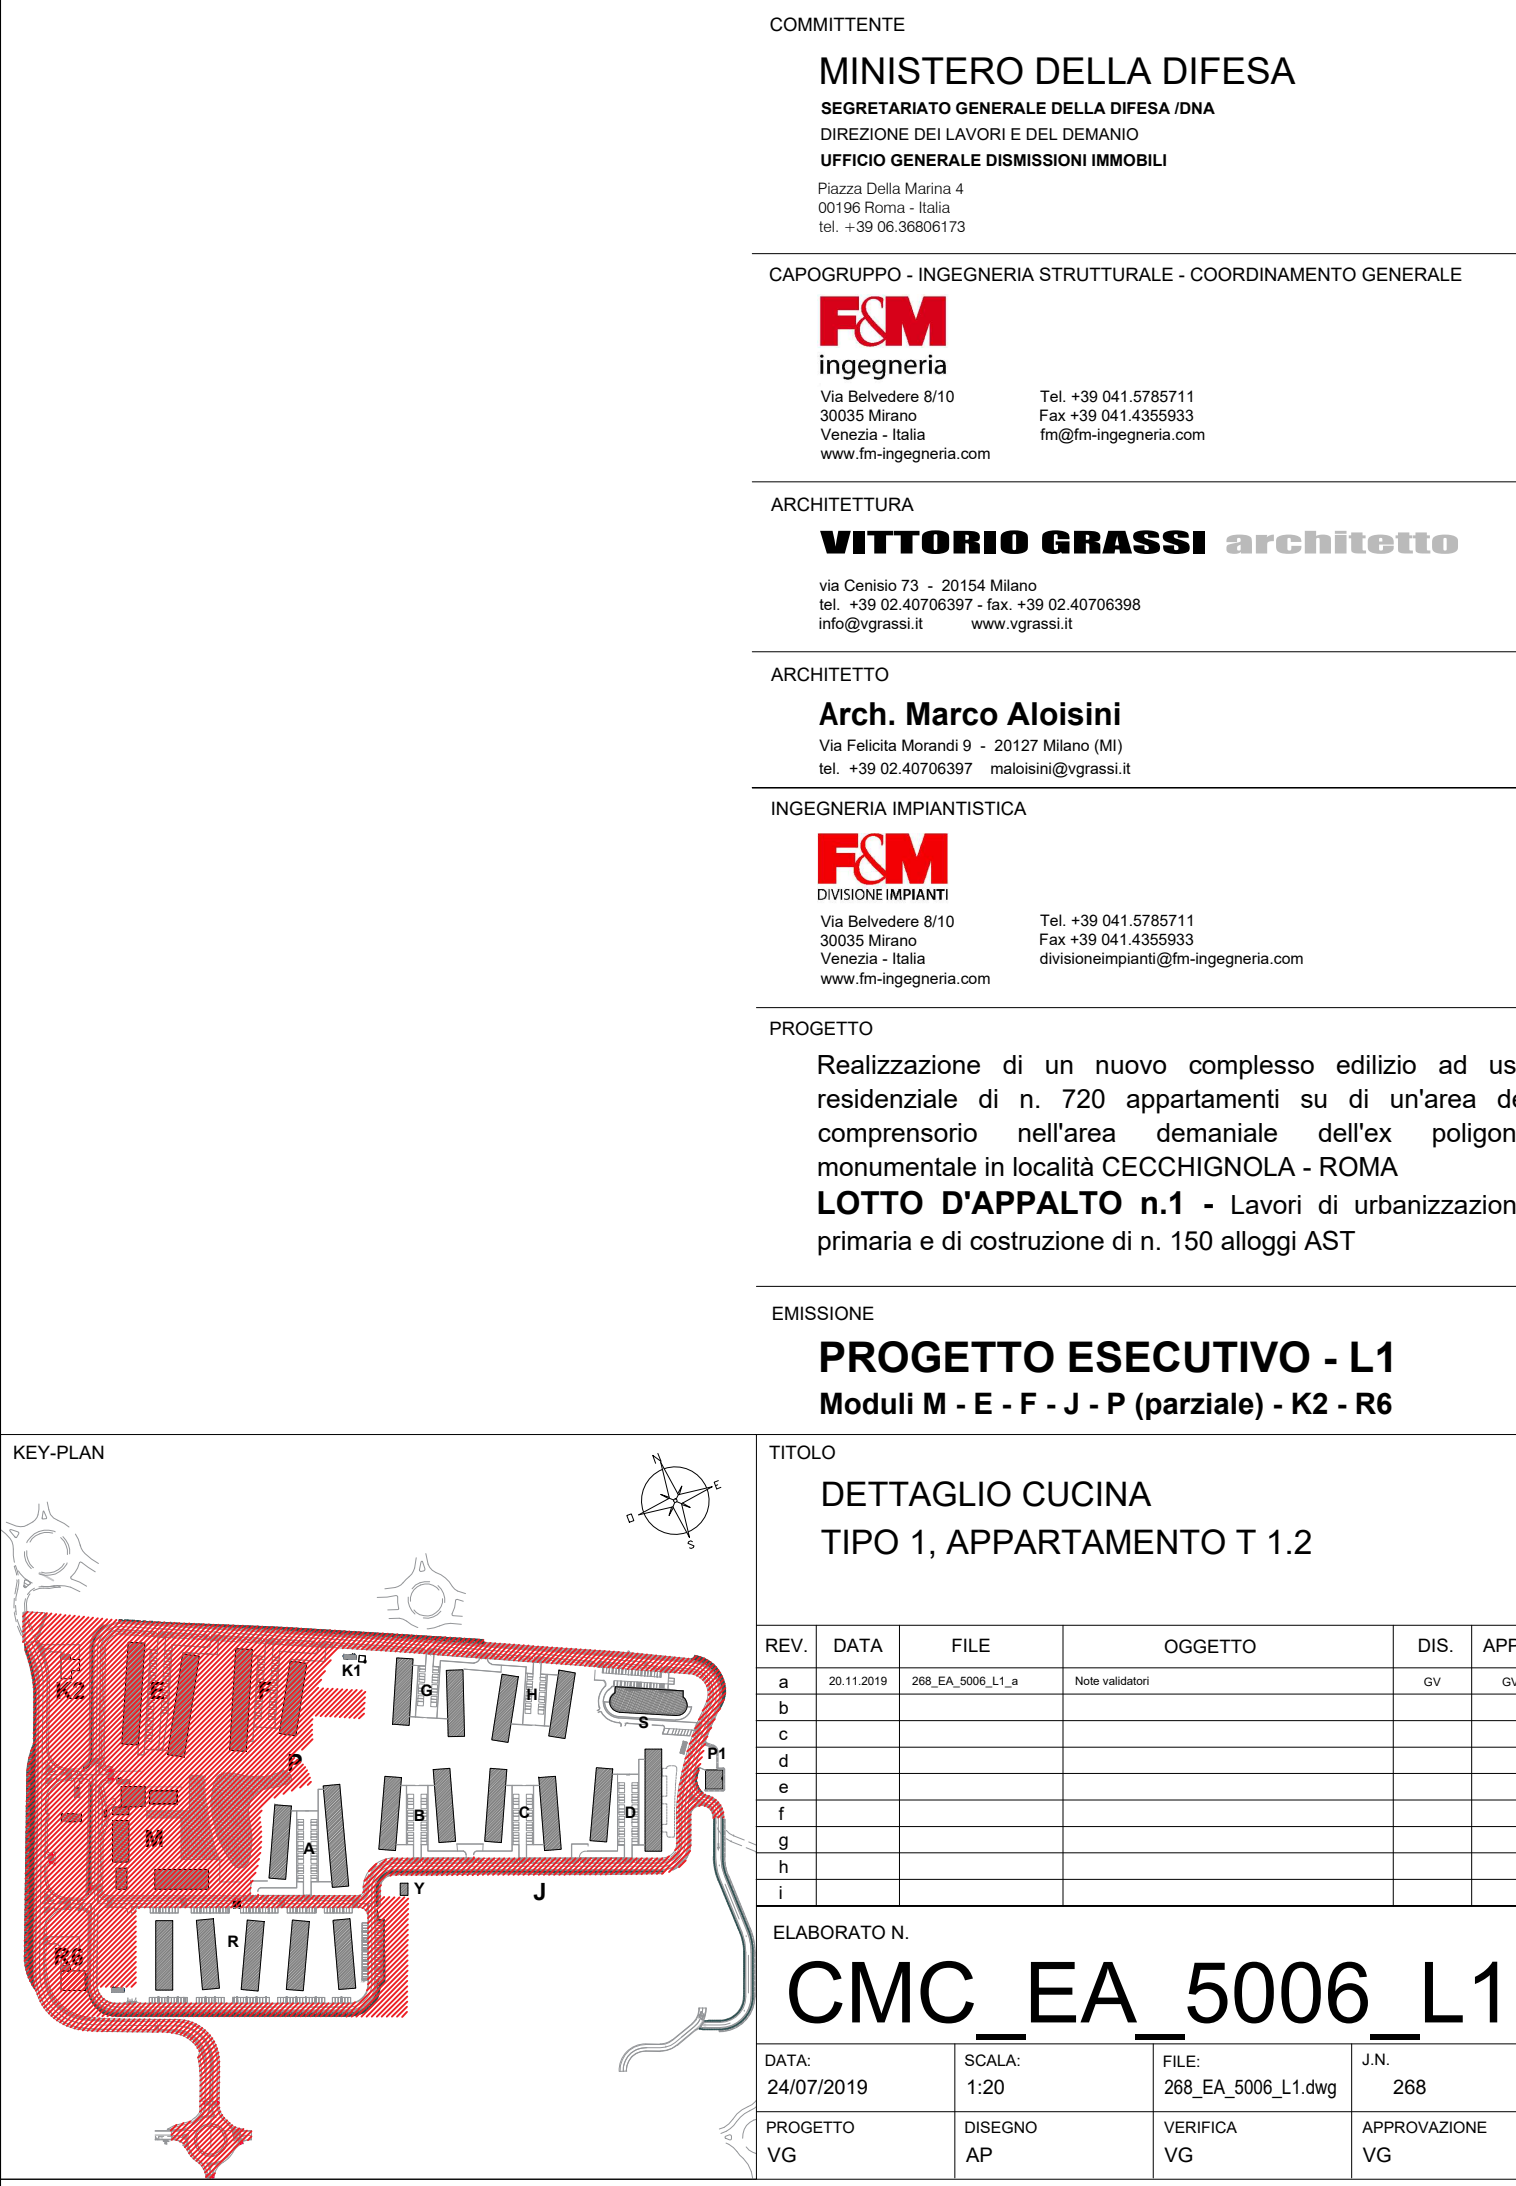 COMMITTENTE
MINISTERO DELLA DIFESA
SEGRETARIATO GENERALE DELLA DIFESA /DNA
DIREZIONE DEI LAVORI E DEL DEMANIO
UFFICIO GENERALE DISMISSIONI IMMOBILI
Piazza Della Marina 4
00196 Roma - Italia
tel. +39 06.36806173
CAPOGRUPPO - INGEGNERIA STRUTTURALE - COORDINAMENTO GENERALE
F&M
ingegneria
Via Belvedere 8/10 Tel. +39 041.5785711
30035 Mirano Fax +39 041.4355933
Venezia - Italia fm@fm-ingegneria.com
www.fm-ingegneria.com
ARCHITETTURA
VITTORIO GRASSI architetto
via Cenisio 73 - 20154 Milano
tel. +39 02.40706397 - fax. +39 02.40706398
info@vgrassi.it www.vgrassi.it
ARCHITETTO
Arch. Marco Aloisini
Via Felicita Morandi 9 - 20127 Milano (MI)
tel. +39 02.40706397 maloisini@vgrassi.it
INGEGNERIA IMPIANTISTICA
F&M
DIVISIONE IMPIANTI
Via Belvedere 8/10 Tel. +39 041.5785711
30035 Mirano Fax +39 041.4355933
Venezia - Italia divisioneimpianti@fm-ingegneria.com
www.fm-ingegneria.com
PROGETTO
Realizzazione di un nuovo complesso edilizio ad us
residenziale di n. 720 appartamenti su di un'area de
comprensorio nell'area demaniale dell'ex poligon
monumentale in località CECCHIGNOLA - ROMA
LOTTO D'APPALTO n.1 - Lavori di urbanizzazion
primaria e di costruzione di n. 150 alloggi AST
EMISSIONE
PROGETTO ESECUTIVO - L1
Moduli M - E - F - J - P (parziale) - K2 - R6
KEY-PLAN
N
E
O
S
K2
E
F
K1
G
H
S
P
P1
B
C
D
M
A
Y
J
R
R6
TITOLO
DETTAGLIO CUCINA
TIPO 1, APPARTAMENTO T 1.2
REV. DATA FILE OGGETTO DIS. APP
a 20.11.2019 268_EA_5006_L1_a Note validatori GV GV
b
c
d
e
f
g
h
i
ELABORATO N.
CMC_EA_5006_L1
DATA: SCALA: FILE: J.N.
24/07/2019 1:20 268_EA_5006_L1.dwg 268
PROGETTO DISEGNO VERIFICA APPROVAZIONE
VG AP VG VG